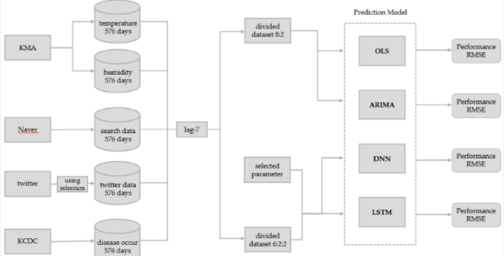 Prediction Model
KMA
temperature
576 days
humidity
576 days
Naver
search data
576 days
twitter
using
selenium
twitter data
576 days
KCDC
disease occur
576 days
lag-7
divided
dataset 8:2
selected
parameter
divided
dataset 6:2:2
OLS
ARIMA
DNN
LSTM
Performance
RMSE
Performance
RMSE
Performance
RMSE
Performance
RMSE